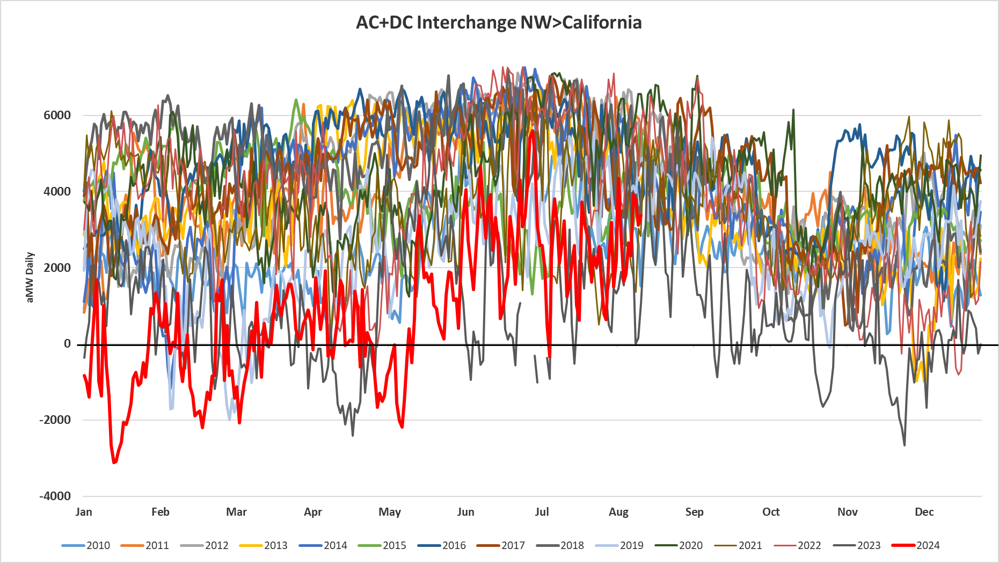 AC+DC Interchange NW>California
aMW Daily
6000
4000
2000
0
-2000
-4000
Jan Feb Mar Apr May Jun Jul Aug Sep Oct Nov Dec
2010 2011 2012 2013 2014 2015 2016 2017 2018 2019 2020 2021 2022 2023 2024